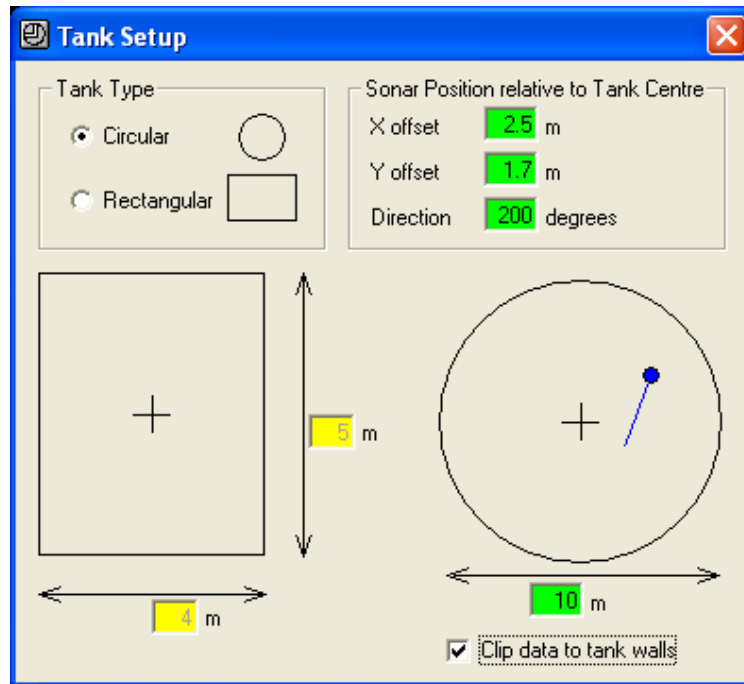 Tank Setup
Tank Type
Circular
Rectangular
Sonar Position relative to Tank Centre
X offset 2.5 m
Y offset 1.7 m
Direction 200 degrees
5 m
4 m
10 m
Clip data to tank walls